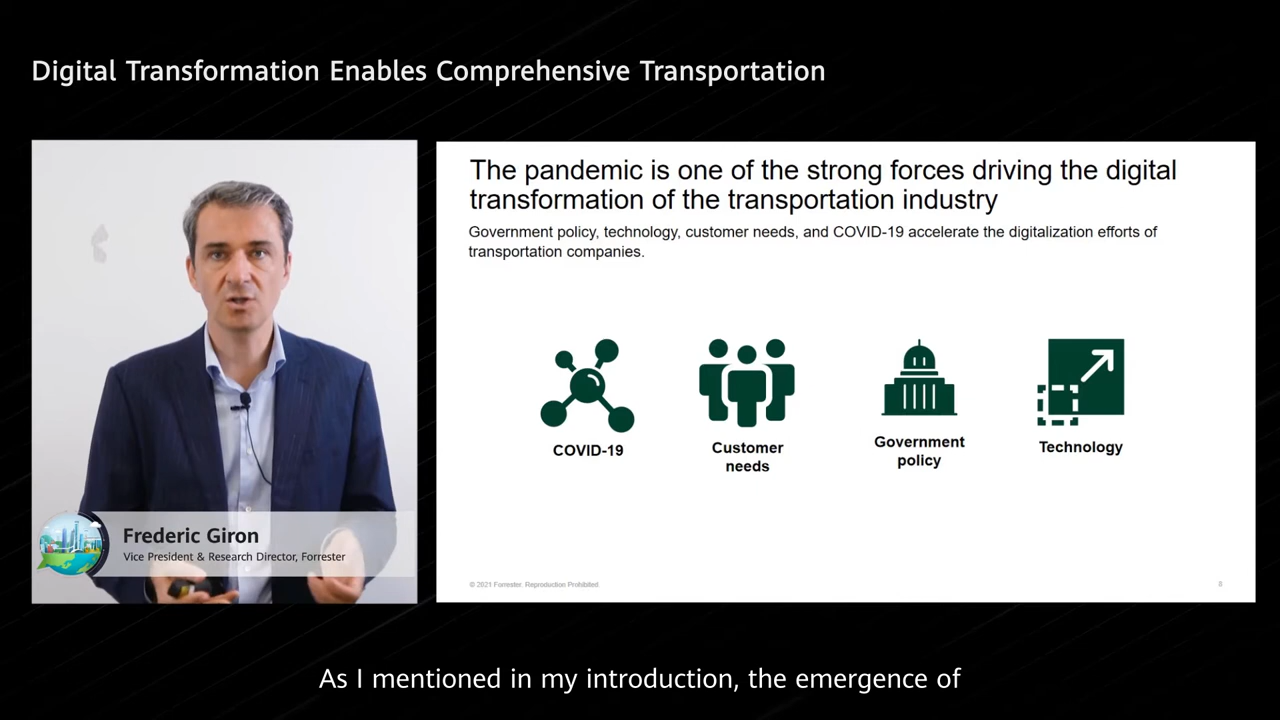 Digital Transformation Enables Comprehensive Transportation
The pandemic is one of the strong forces driving the digital
transformation of the transportation industry
Government policy, technology, customer needs, and COVID-19 accelerate the digitalization efforts of
transportation companies.
COVID-19
Customer
needs
Government
policy
Technology
Frederic Giron
Vice President & Research Director, Forrester
© 2021 Forrester. Reproduction Prohibited.
8
As I mentioned in my introduction, the emergence of